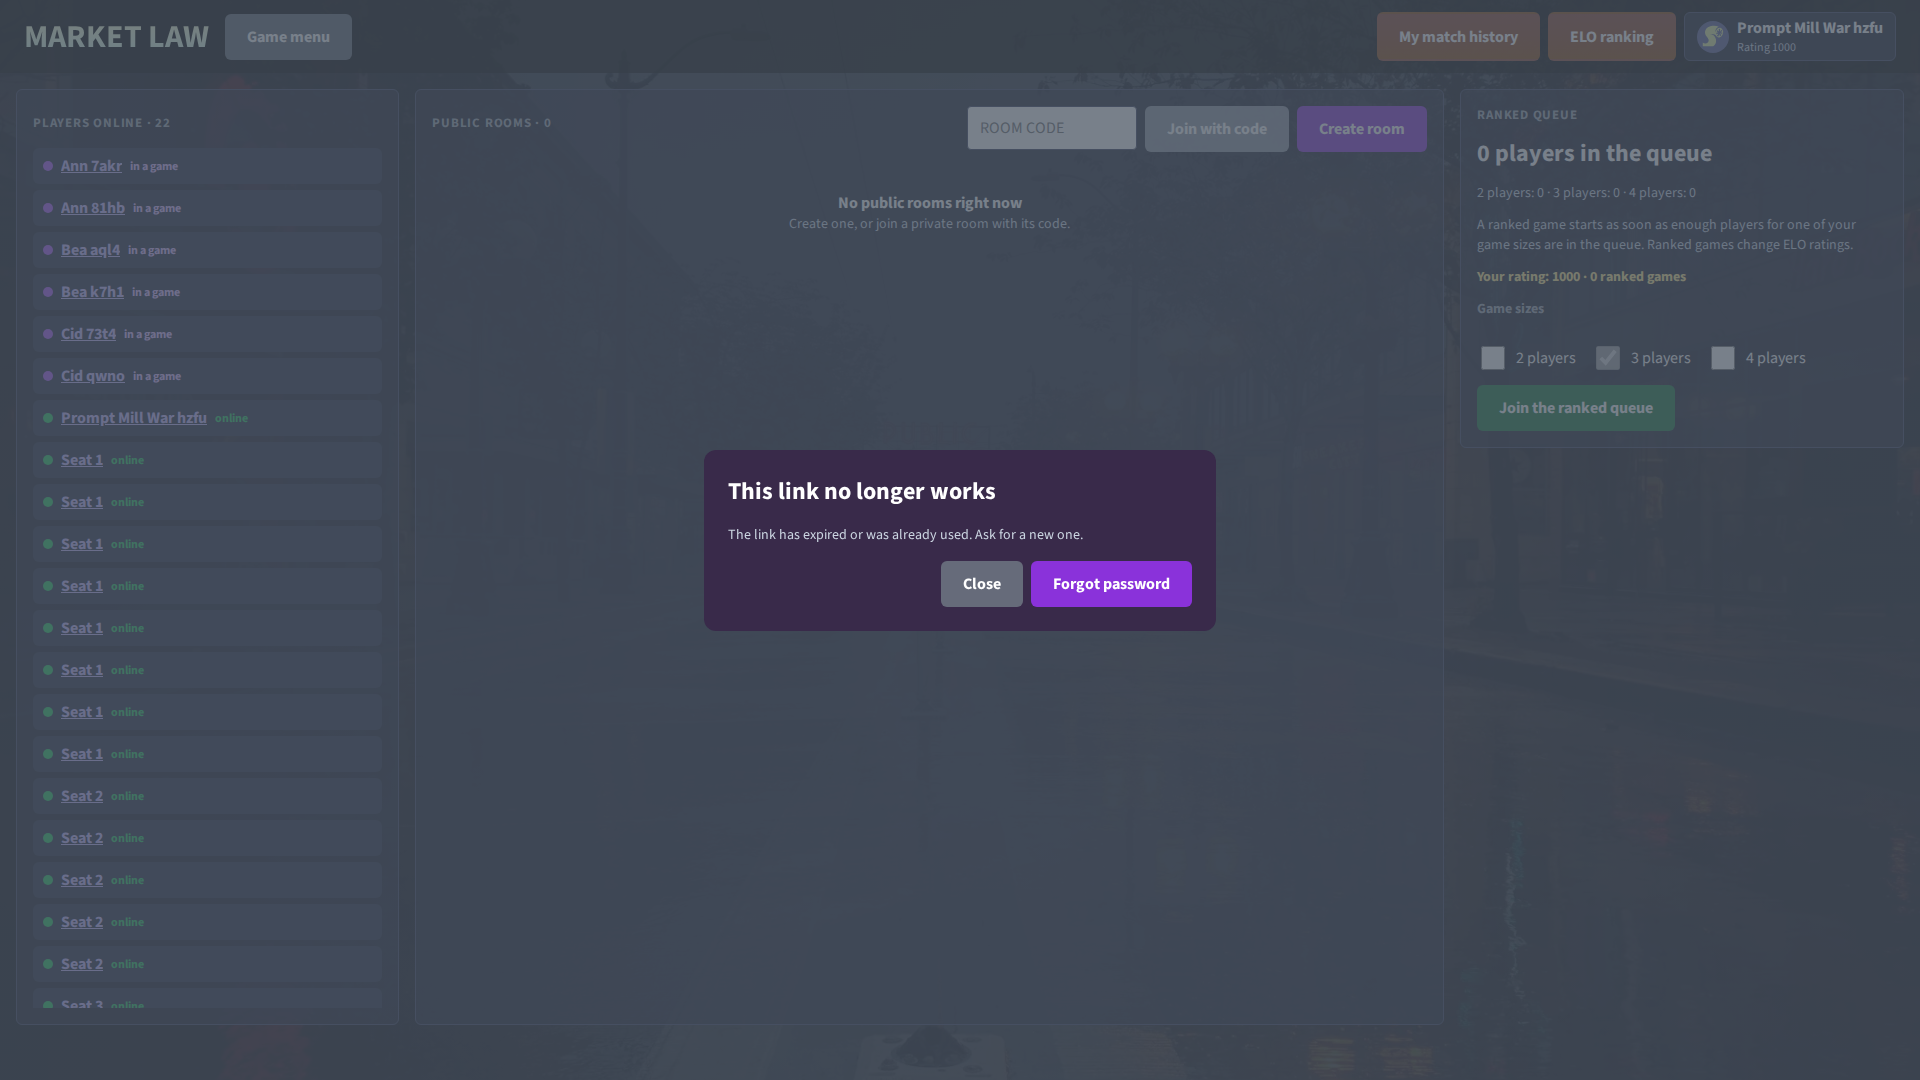 MARKET LAW
Game menu
My match history
ELO ranking
Prompt Mill War hzfu
Rating 1000
PLAYERS ONLINE · 22
Ann 7akr in a game
Ann 81hb in a game
Bea aql4 in a game
Bea k7h1 in a game
Cid 73t4 in a game
Cid qwno in a game
Prompt Mill War hzfu online
Seat 1 online
Seat 1 online
Seat 1 online
Seat 1 online
Seat 1 online
Seat 1 online
Seat 1 online
Seat 1 online
Seat 2 online
Seat 2 online
Seat 2 online
Seat 2 online
Seat 2 online
Seat 3 online
PUBLIC ROOMS · 0
ROOM CODE
Join with code
Create room
No public rooms right now
Create one, or join a private room with its code.
RANKED QUEUE
0 players in the queue
2 players: 0 · 3 players: 0 · 4 players: 0
A ranked game starts as soon as enough players for one of your
game sizes are in the queue. Ranked games change ELO ratings.
Your rating: 1000 · 0 ranked games
Game sizes
2 players
3 players
4 players
Join the ranked queue
This link no longer works
The link has expired or was already used. Ask for a new one.
Close
Forgot password